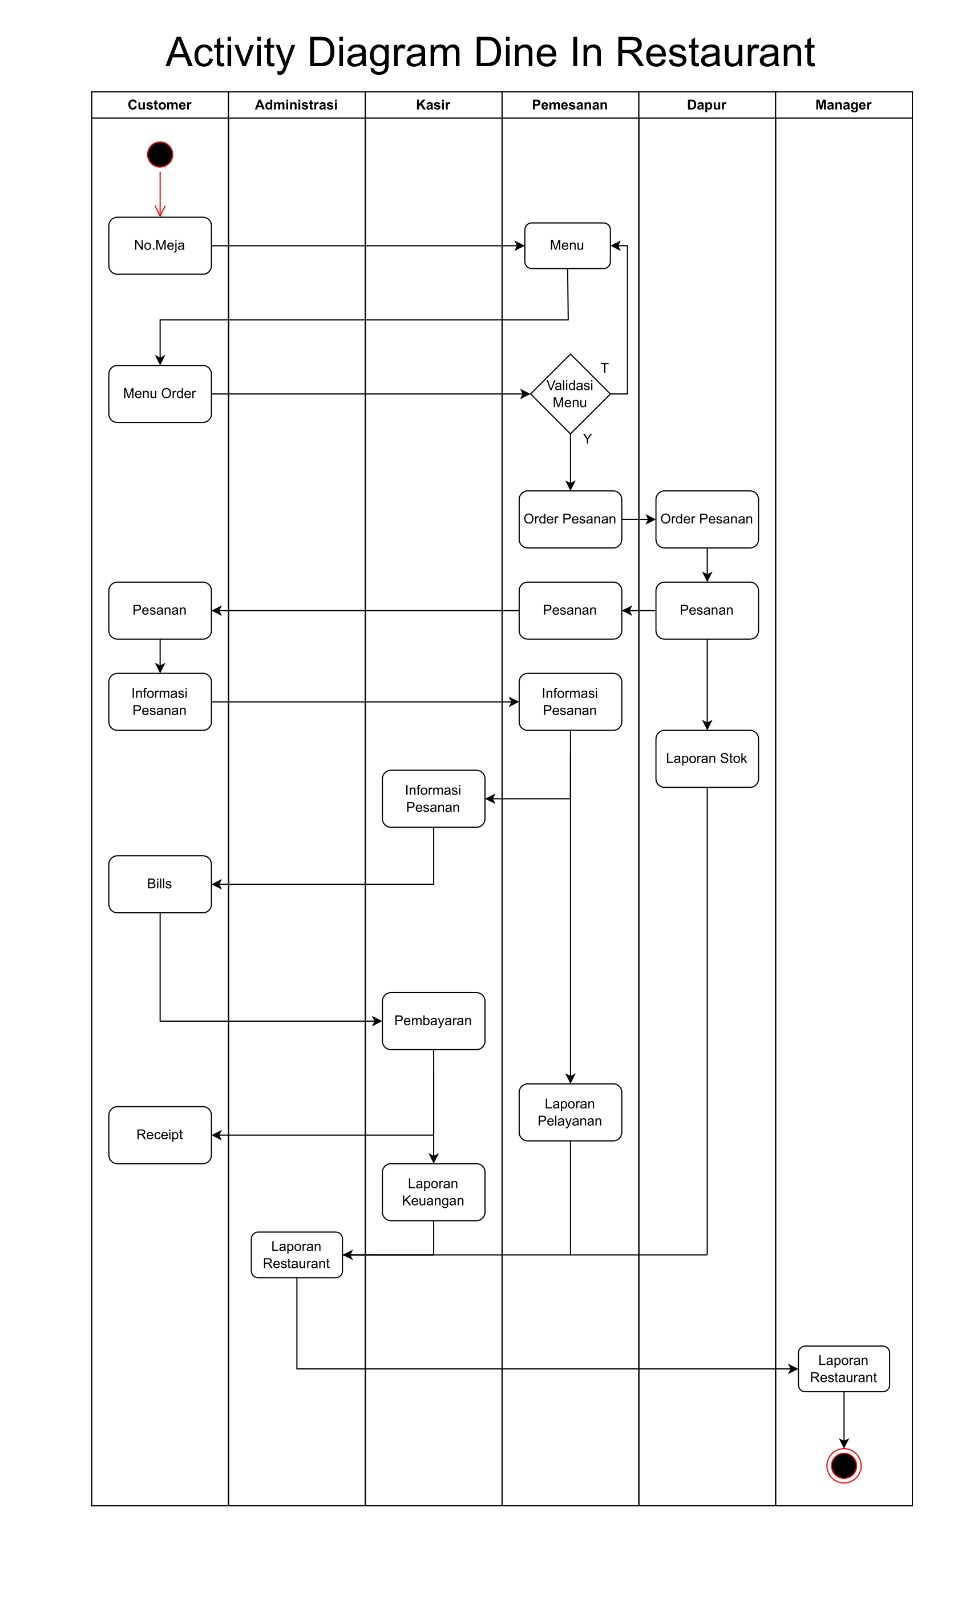 Activity Diagram Dine In Restaurant
Customer
Administrasi
Kasir
Pemesanan
Dapur
Manager
No.Meja
Menu
Menu Order
Validasi
Menu
T
Y
Order Pesanan
Order Pesanan
Pesanan
Pesanan
Pesanan
Informasi
Pesanan
Informasi
Pesanan
Laporan Stok
Informasi
Pesanan
Bills
Pembayaran
Laporan
Pelayanan
Receipt
Laporan
Keuangan
Laporan
Restaurant
Laporan
Restaurant